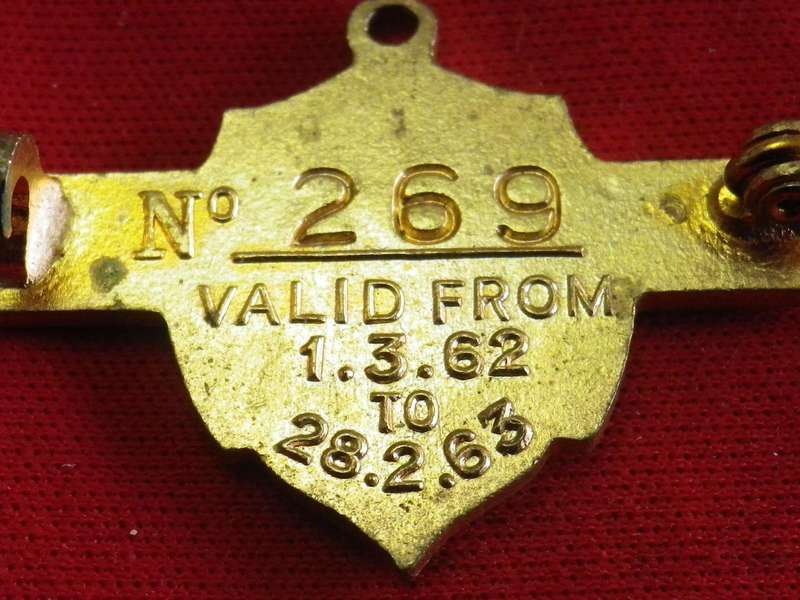 Nº 269
VALID FROM
1.3.62
TO
28.2.63